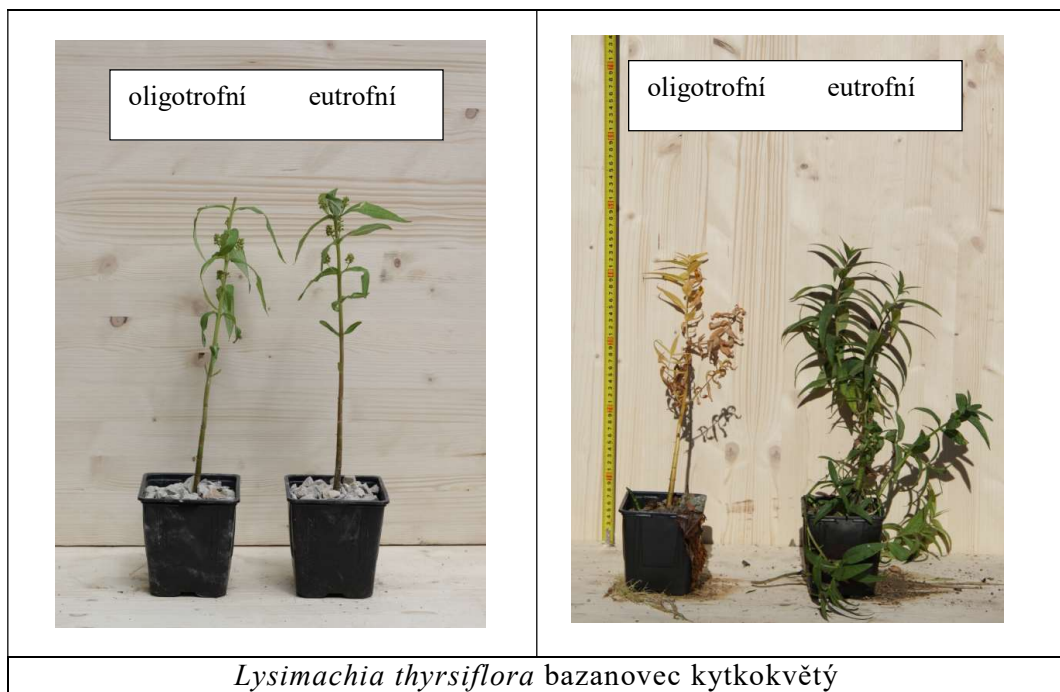 oligotrofní eutrofní
oligotrofní eutrofní
Lysimachia thyrsiflora bazanovec kytkokvětý